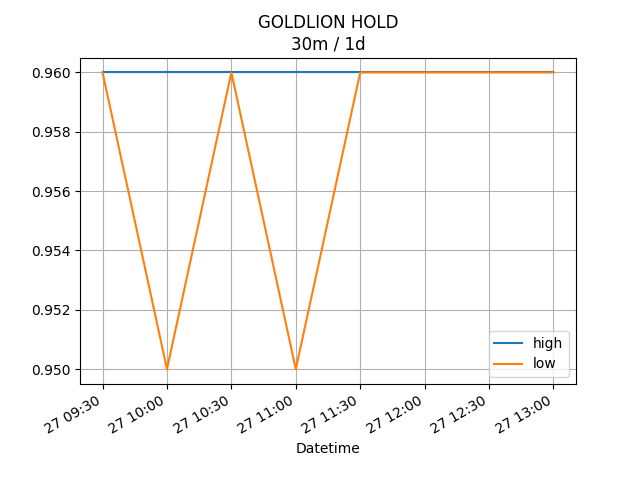 GOLDLION HOLD
30m / 1d
0.960
0.958
0.956
0.954
0.952
0.950
high
low
27 09:30
27 10:00
27 10:30
27 11:00
27 11:30
27 12:00
27 12:30
27 13:00
Datetime